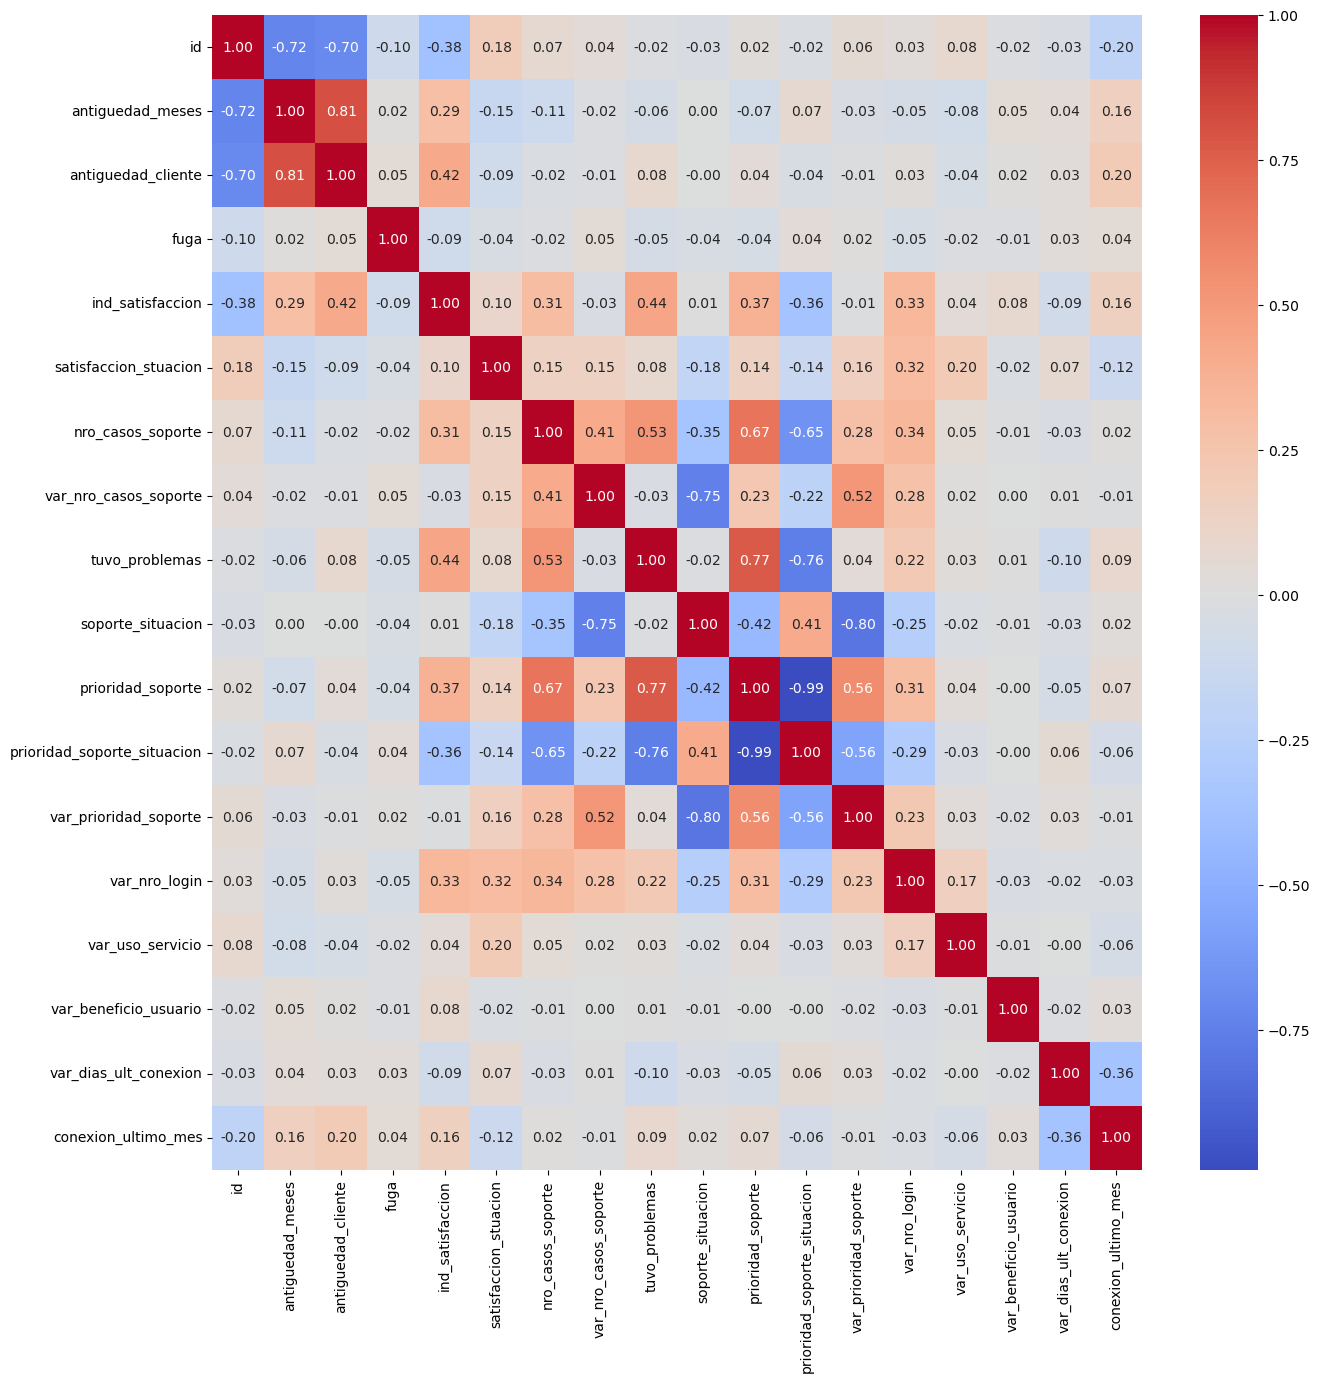 id 1.00 -0.72 -0.70 -0.10 -0.38 0.18 0.07 0.04 -0.02 -0.03 0.02 -0.02 0.06 0.03 0.08 -0.02 -0.03 -0.20
antiguedad_meses -0.72 1.00 0.81 0.02 0.29 -0.15 -0.11 -0.02 -0.06 0.00 -0.07 0.07 -0.03 -0.05 -0.08 0.05 0.04 0.16
antiguedad_cliente -0.70 0.81 1.00 0.05 0.42 -0.09 -0.02 -0.01 0.08 -0.00 0.04 -0.04 -0.01 0.03 -0.04 0.02 0.03 0.20
fuga -0.10 0.02 0.05 1.00 -0.09 -0.04 -0.02 0.05 -0.05 -0.04 -0.04 0.04 0.02 -0.05 -0.02 -0.01 0.03 0.04
ind_satisfaccion -0.38 0.29 0.42 -0.09 1.00 0.10 0.31 -0.03 0.44 0.01 0.37 -0.36 -0.01 0.33 0.04 0.08 -0.09 0.16
satisfaccion_stuacion 0.18 -0.15 -0.09 -0.04 0.10 1.00 0.15 0.15 0.08 -0.18 0.14 -0.14 0.16 0.32 0.20 -0.02 0.07 -0.12
nro_casos_soporte 0.07 -0.11 -0.02 -0.02 0.31 0.15 1.00 0.41 0.53 -0.35 0.67 -0.65 0.28 0.34 0.05 -0.01 -0.03 0.02
var_nro_casos_soporte 0.04 -0.02 -0.01 0.05 -0.03 0.15 0.41 1.00 -0.03 -0.75 0.23 -0.22 0.52 0.28 0.02 0.00 0.01 -0.01
tuvo_problemas -0.02 -0.06 0.08 -0.05 0.44 0.08 0.53 -0.03 1.00 -0.02 0.77 -0.76 0.04 0.22 0.03 0.01 -0.10 0.09
soporte_situacion -0.03 0.00 -0.00 -0.04 0.01 -0.18 -0.35 -0.75 -0.02 1.00 -0.42 0.41 -0.80 -0.25 -0.02 -0.01 -0.03 0.02
prioridad_soporte 0.02 -0.07 0.04 -0.04 0.37 0.14 0.67 0.23 0.77 -0.42 1.00 -0.99 0.56 0.31 0.04 -0.00 -0.05 0.07
prioridad_soporte_situacion -0.02 0.07 -0.04 0.04 -0.36 -0.14 -0.65 -0.22 -0.76 0.41 -0.99 1.00 -0.56 -0.29 -0.03 -0.00 0.06 -0.06
var_prioridad_soporte 0.06 -0.03 -0.01 0.02 -0.01 0.16 0.28 0.52 0.04 -0.80 0.56 -0.56 1.00 0.23 0.03 -0.02 0.03 -0.01
var_nro_login 0.03 -0.05 0.03 -0.05 0.33 0.32 0.34 0.28 0.22 -0.25 0.31 -0.29 0.23 1.00 0.17 -0.03 -0.02 -0.03
var_uso_servicio 0.08 -0.08 -0.04 -0.02 0.04 0.20 0.05 0.02 0.03 -0.02 0.04 -0.03 0.03 0.17 1.00 -0.01 -0.00 -0.06
var_beneficio_usuario -0.02 0.05 0.02 -0.01 0.08 -0.02 -0.01 0.00 0.01 -0.01 -0.00 -0.00 -0.02 -0.03 -0.01 1.00 -0.02 0.03
var_dias_ult_conexion -0.03 0.04 0.03 0.03 -0.09 0.07 -0.03 0.01 -0.10 -0.03 -0.05 0.06 0.03 -0.02 -0.00 -0.02 1.00 -0.36
conexion_ultimo_mes -0.20 0.16 0.20 0.04 0.16 -0.12 0.02 -0.01 0.09 0.02 0.07 -0.06 -0.01 -0.03 -0.06 0.03 -0.36 1.00
id
antiguedad_meses
antiguedad_cliente
fuga
ind_satisfaccion
satisfaccion_stuacion
nro_casos_soporte
var_nro_casos_soporte
tuvo_problemas
soporte_situacion
prioridad_soporte
prioridad_soporte_situacion
var_prioridad_soporte
var_nro_login
var_uso_servicio
var_beneficio_usuario
var_dias_ult_conexion
conexion_ultimo_mes
1.00
0.75
0.50
0.25
0.00
−0.25
−0.50
−0.75